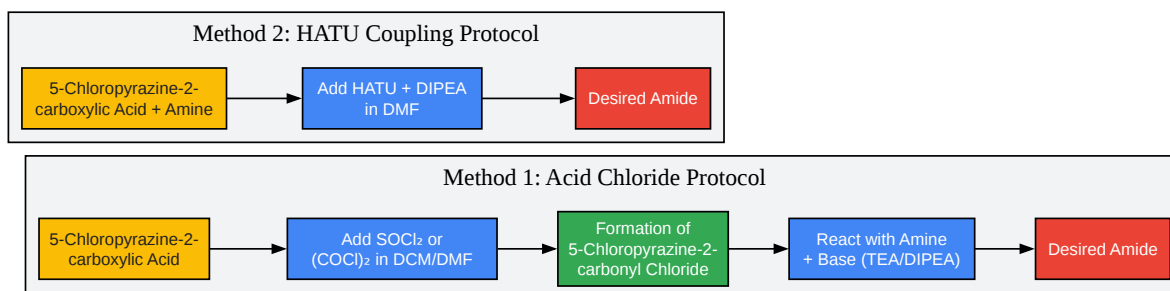 Method 2: HATU Coupling Protocol
5-Chloropyrazine-2-
carboxylic Acid + Amine
Add HATU + DIPEA
in DMF
Desired Amide
Method 1: Acid Chloride Protocol
5-Chloropyrazine-2-
carboxylic Acid
Add SOCl₂ or
(COCl)₂ in DCM/DMF
Formation of
5-Chloropyrazine-2-
carbonyl Chloride
React with Amine
+ Base (TEA/DIPEA)
Desired Amide